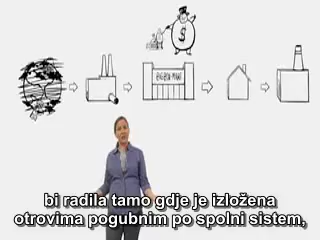 $
bi radila tamo gdje je izložena
otrovima pogubnim po spolni sistem,